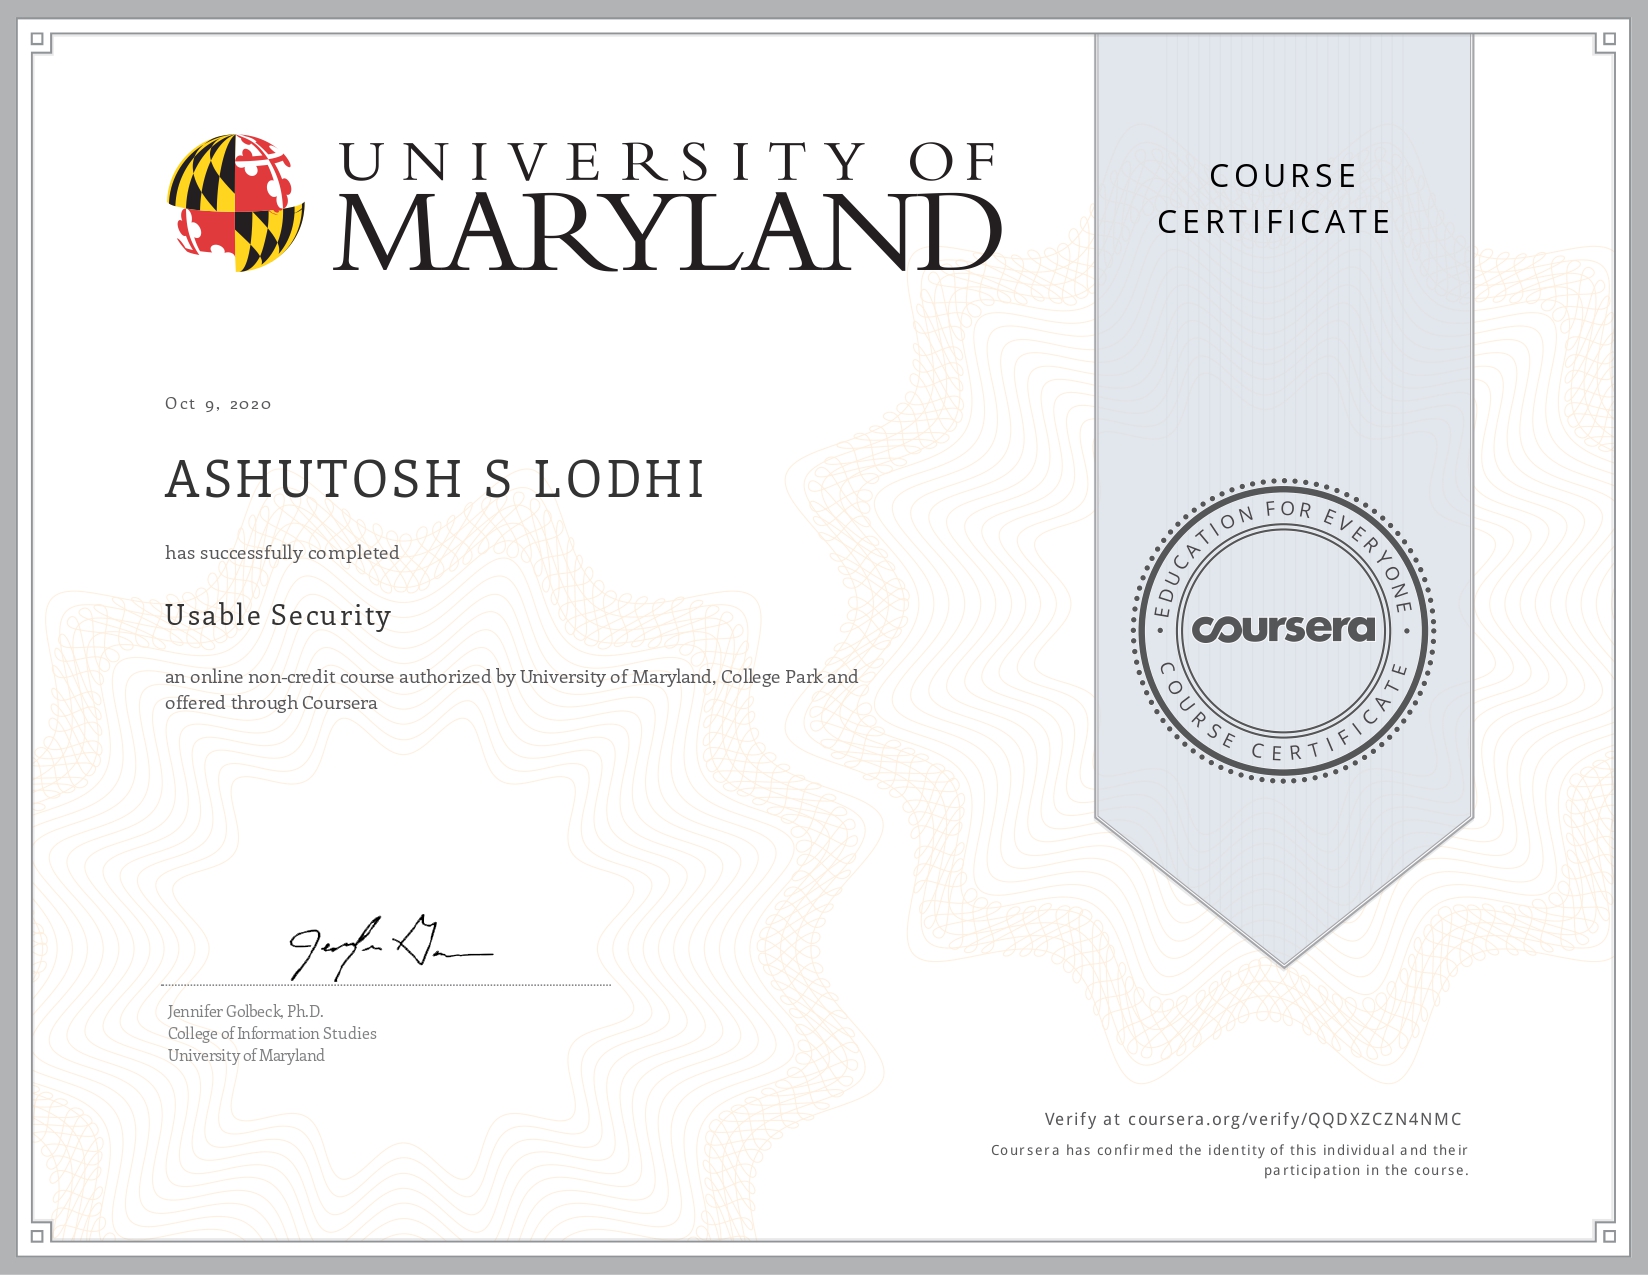 UNIVERSITY OF
MARYLAND
COURSE
CERTIFICATE
Oct 9, 2020
ASHUTOSH S LODHI
has successfully completed
Usable Security
an online non-credit course authorized by University of Maryland, College Park and
offered through Coursera
• EDUCATION FOR EVERYONE •
coursera
COURSE CERTIFICATE
Jennifer Golbeck, Ph.D.
College of Information Studies
University of Maryland
Verify at coursera.org/verify/QQDXZCZN4NMC
Coursera has confirmed the identity of this individual and their
participation in the course.